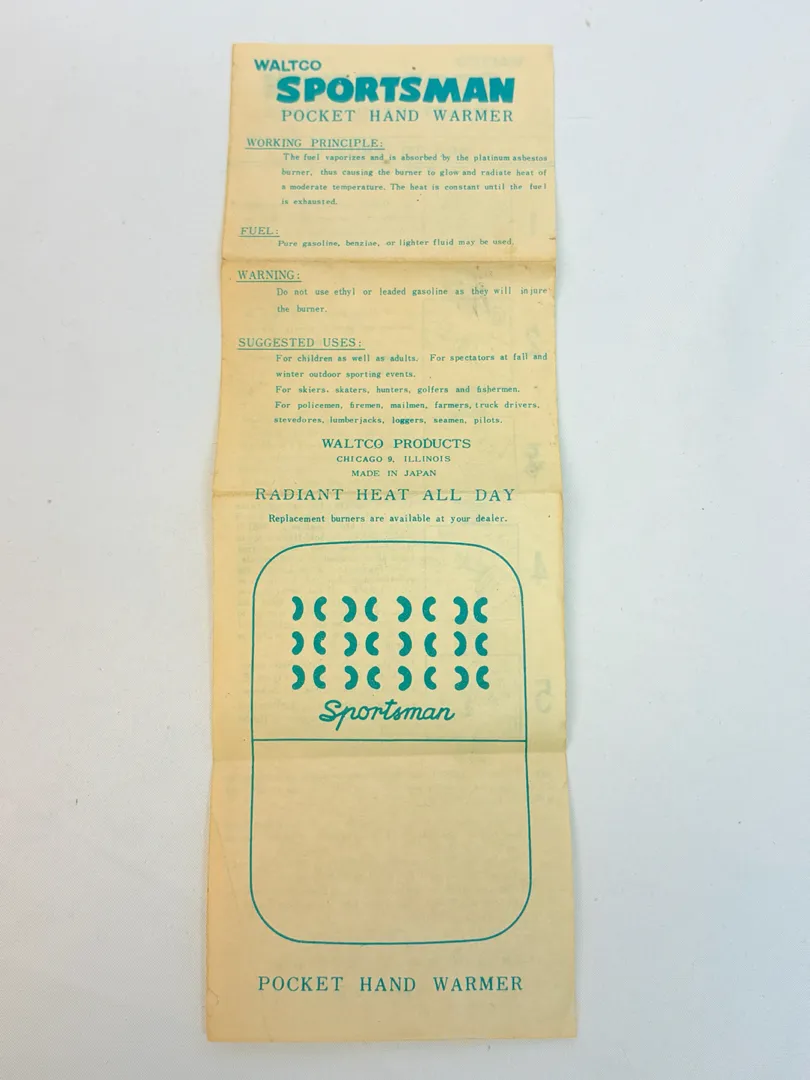 WALTCO
SPORTSMAN
POCKET HAND WARMER
WORKING PRINCIPLE:
The fuel vaporizes and is absorbed by the platinum asbestos
burner, thus causing the burner to glow and radiate heat of
a moderate temperature. The heat is constant until the fuel
is exhausted.
FUEL:
Pure gasoline, benzine, or lighter fluid may be used.
WARNING:
Do not use ethyl or leaded gasoline as they will injure
the burner.
SUGGESTED USES:
For children as well as adults. For spectators at fall and
winter outdoor sporting events.
For skiers, skaters, hunters, golfers and fishermen.
For policemen, firemen, mailmen, farmers, truck drivers,
stevedores, lumberjacks, loggers, seamen, pilots.
WALTCO PRODUCTS
CHICAGO 9, ILLINOIS
MADE IN JAPAN
RADIANT HEAT ALL DAY
Replacement burners are available at your dealer.
Sportsman
POCKET HAND WARMER